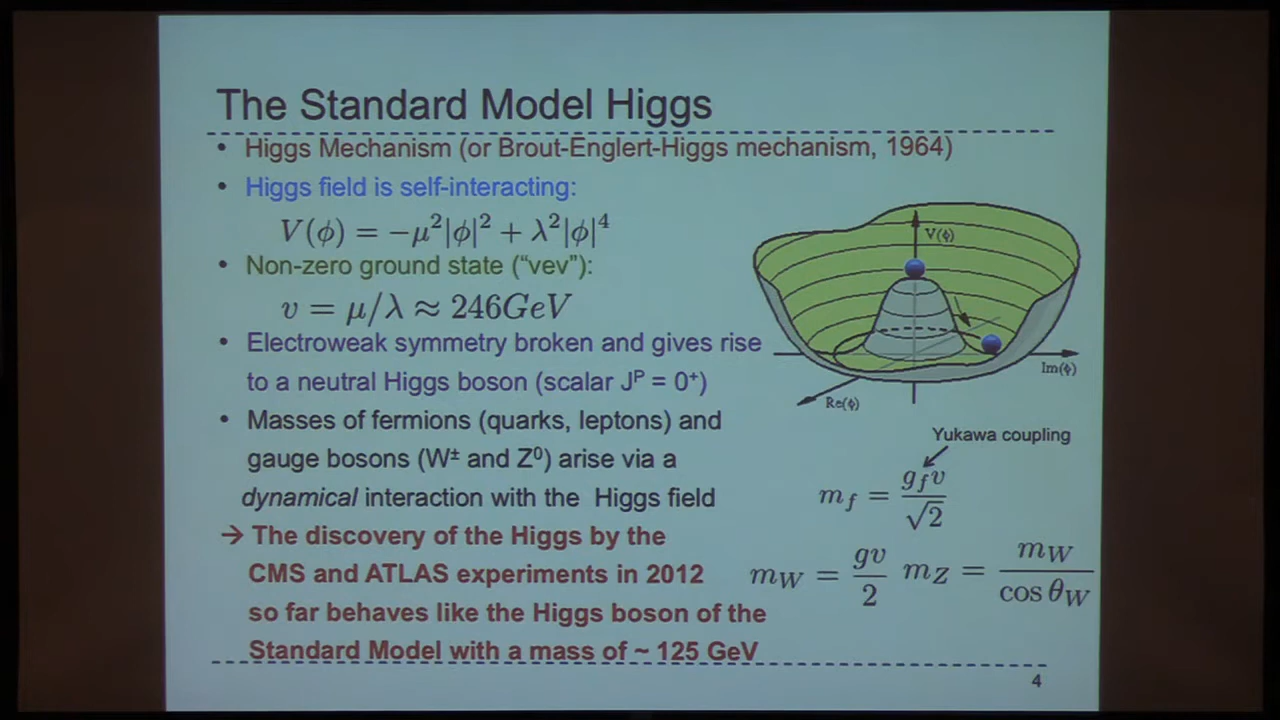 The Standard Model Higgs
• Higgs Mechanism (or Brout-Englert-Higgs mechanism, 1964)
• Higgs field is self-interacting:
V(ϕ) = −μ²|ϕ|² + λ²|ϕ|⁴
• Non-zero ground state (“vev”):
v = μ/λ ≈ 246GeV
• Electroweak symmetry broken and gives rise
to a neutral Higgs boson (scalar Jᴾ = 0⁺)
• Masses of fermions (quarks, leptons) and
gauge bosons (W± and Z⁰) arise via a
dynamical interaction with the Higgs field
→ The discovery of the Higgs by the
CMS and ATLAS experiments in 2012
so far behaves like the Higgs boson of the
Standard Model with a mass of ~ 125 GeV
V(ϕ)
Im(ϕ)
Re(ϕ)
Yukawa coupling
m_f = g_f v / √2
m_W = gv / 2 m_Z = m_W / cos θ_W
4